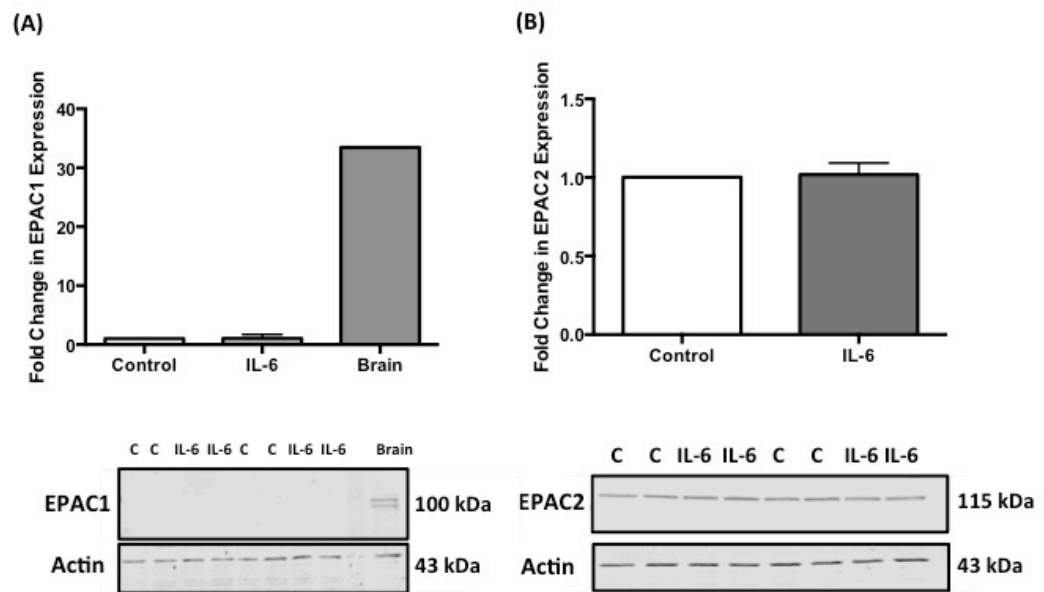 (A)
Fold Change in EPAC1 Expression
40
30
20
10
0
Control IL-6 Brain
C C IL-6 IL-6 C C IL-6 IL-6 Brain
EPAC1 100 kDa
Actin 43 kDa
(B)
Fold Change in EPAC2 Expression
1.5
1.0
0.5
0.0
Control IL-6
C C IL-6 IL-6 C C IL-6 IL-6
EPAC2 115 kDa
Actin 43 kDa